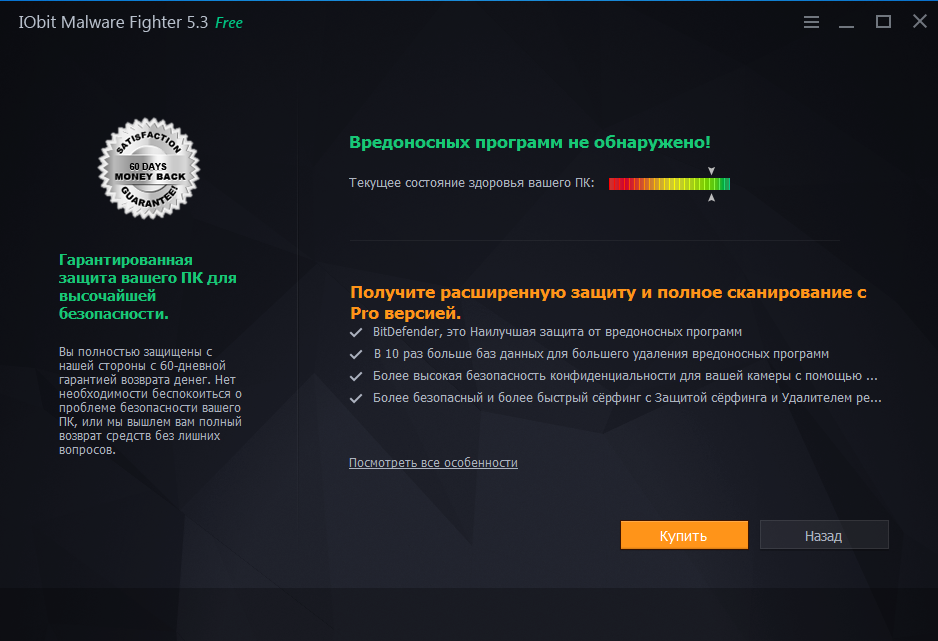 IObit Malware Fighter 5.3 Free
SATISFACTION
60 DAYS
MONEY BACK
GUARANTEE!
Гарантированная
защита вашего ПК для
высочайшей
безопасности.
Вы полностью защищены с
нашей стороны с 60-дневной
гарантией возврата денег. Нет
необходимости беспокоиться о
проблеме безопасности вашего
ПК, или мы вышлем вам полный
возврат средств без лишних
вопросов.
Вредоносных программ не обнаружено!
Текущее состояние здоровья вашего ПК:
Получите расширенную защиту и полное сканирование с
Pro версией.
BitDefender, это Наилучшая защита от вредоносных программ
В 10 раз больше баз данных для большего удаления вредоносных программ
Более высокая безопасность конфиденциальности для вашей камеры с помощью ...
Более безопасный и более быстрый сёрфинг с Защитой сёрфинга и Удалителем ре...
Посмотреть все особенности
Купить
Назад